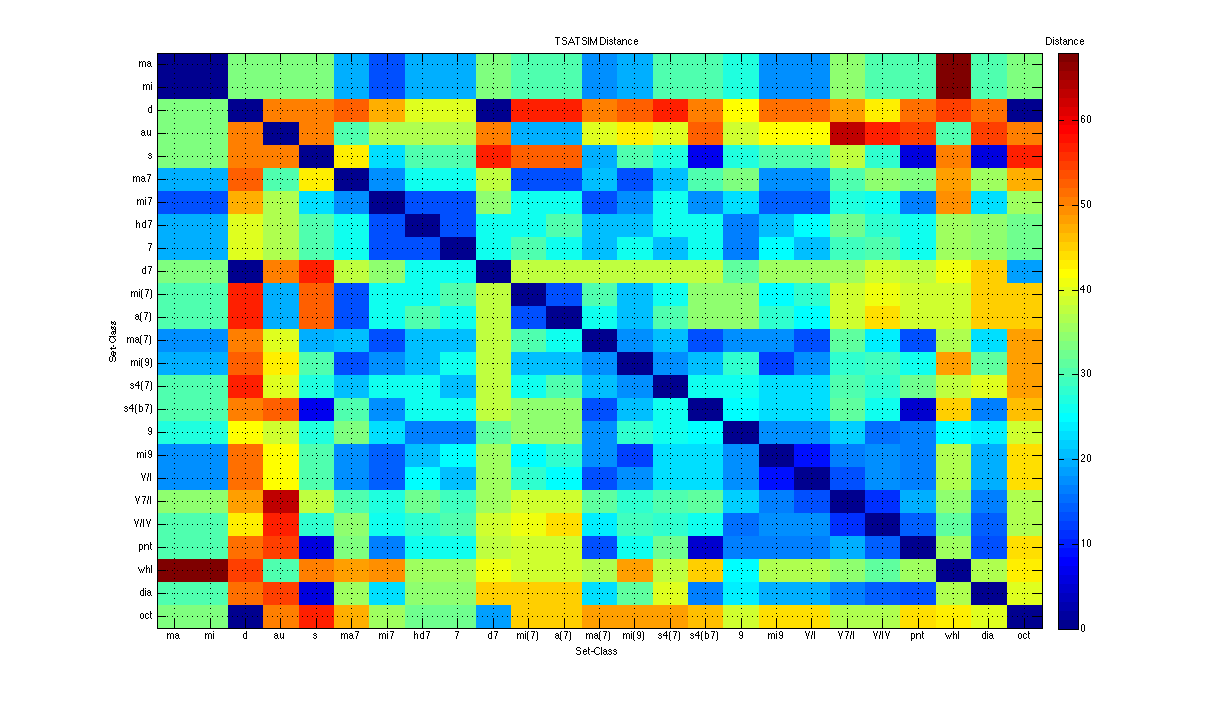 TSATSIM Distance
Distance
ma
mi
d
au
s
ma7
mi7
hd7
7
d7
mi(7)
a(7)
ma(7)
mi(9)
s4(7)
s4(b7)
9
mi9
V/I
V7/I
V/IV
pnt
whl
dia
oct
Set-Class
60
50
40
30
20
10
0
ma mi d au s ma7 mi7 hd7 7 d7 mi(7) a(7) ma(7) mi(9) s4(7) s4(b7) 9 mi9 V/I V7/I V/IV pnt whl dia oct
Set-Class